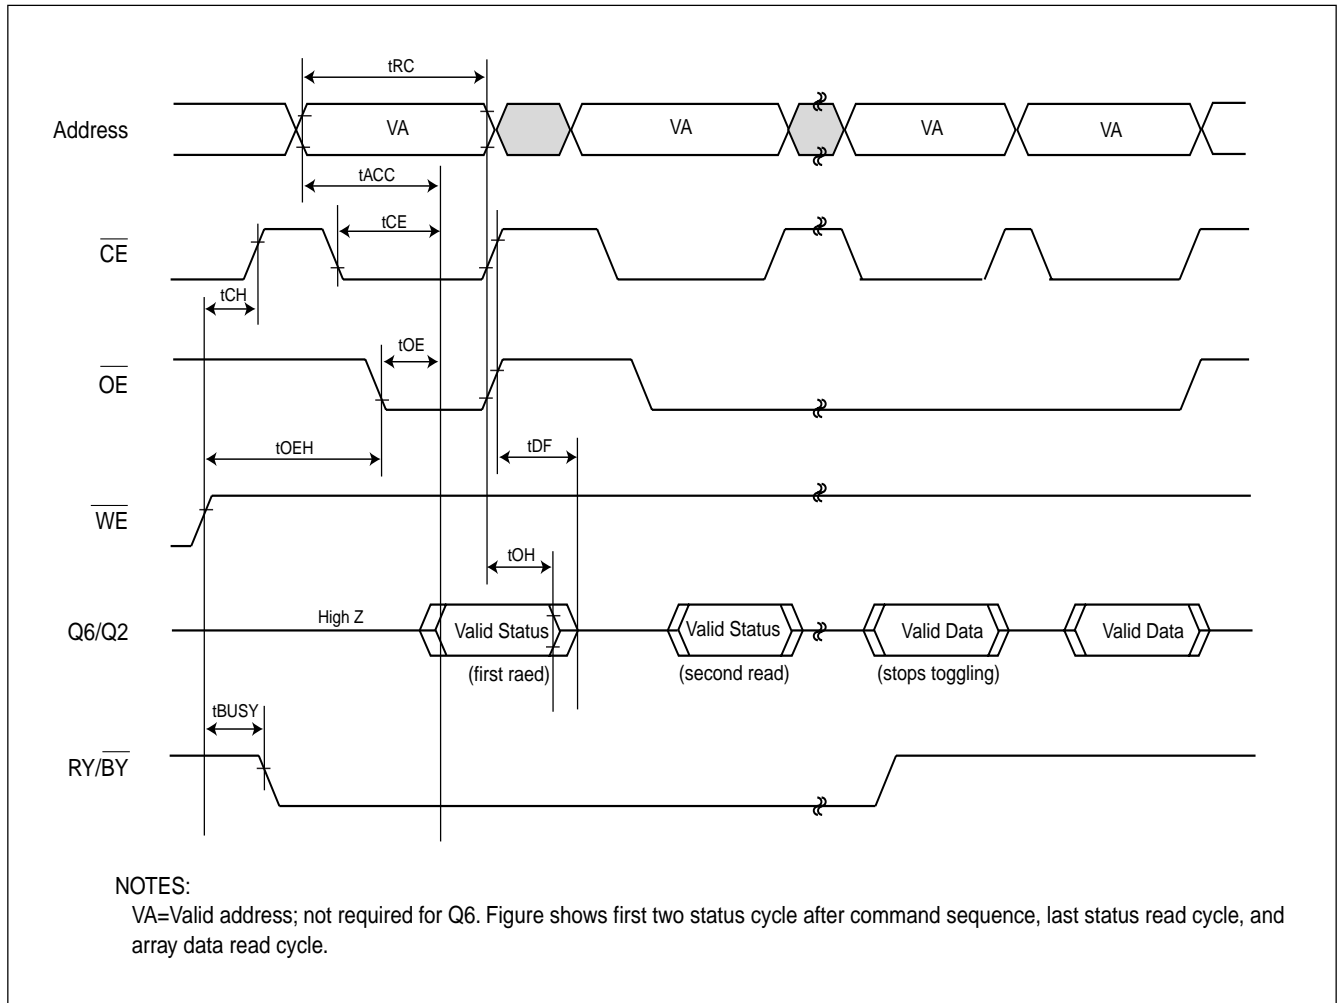 tRC
Address
VA
VA
VA
VA
tACC
tCE
CE
tCH
tOE
OE
tOEH
tDF
WE
tOH
Q6/Q2
High Z
Valid Status
Valid Status
Valid Data
Valid Data
(first raed)
(second read)
(stops toggling)
tBUSY
RY/BY
NOTES:
VA=Valid address; not required for Q6. Figure shows first two status cycle after command sequence, last status read cycle, and
array data read cycle.